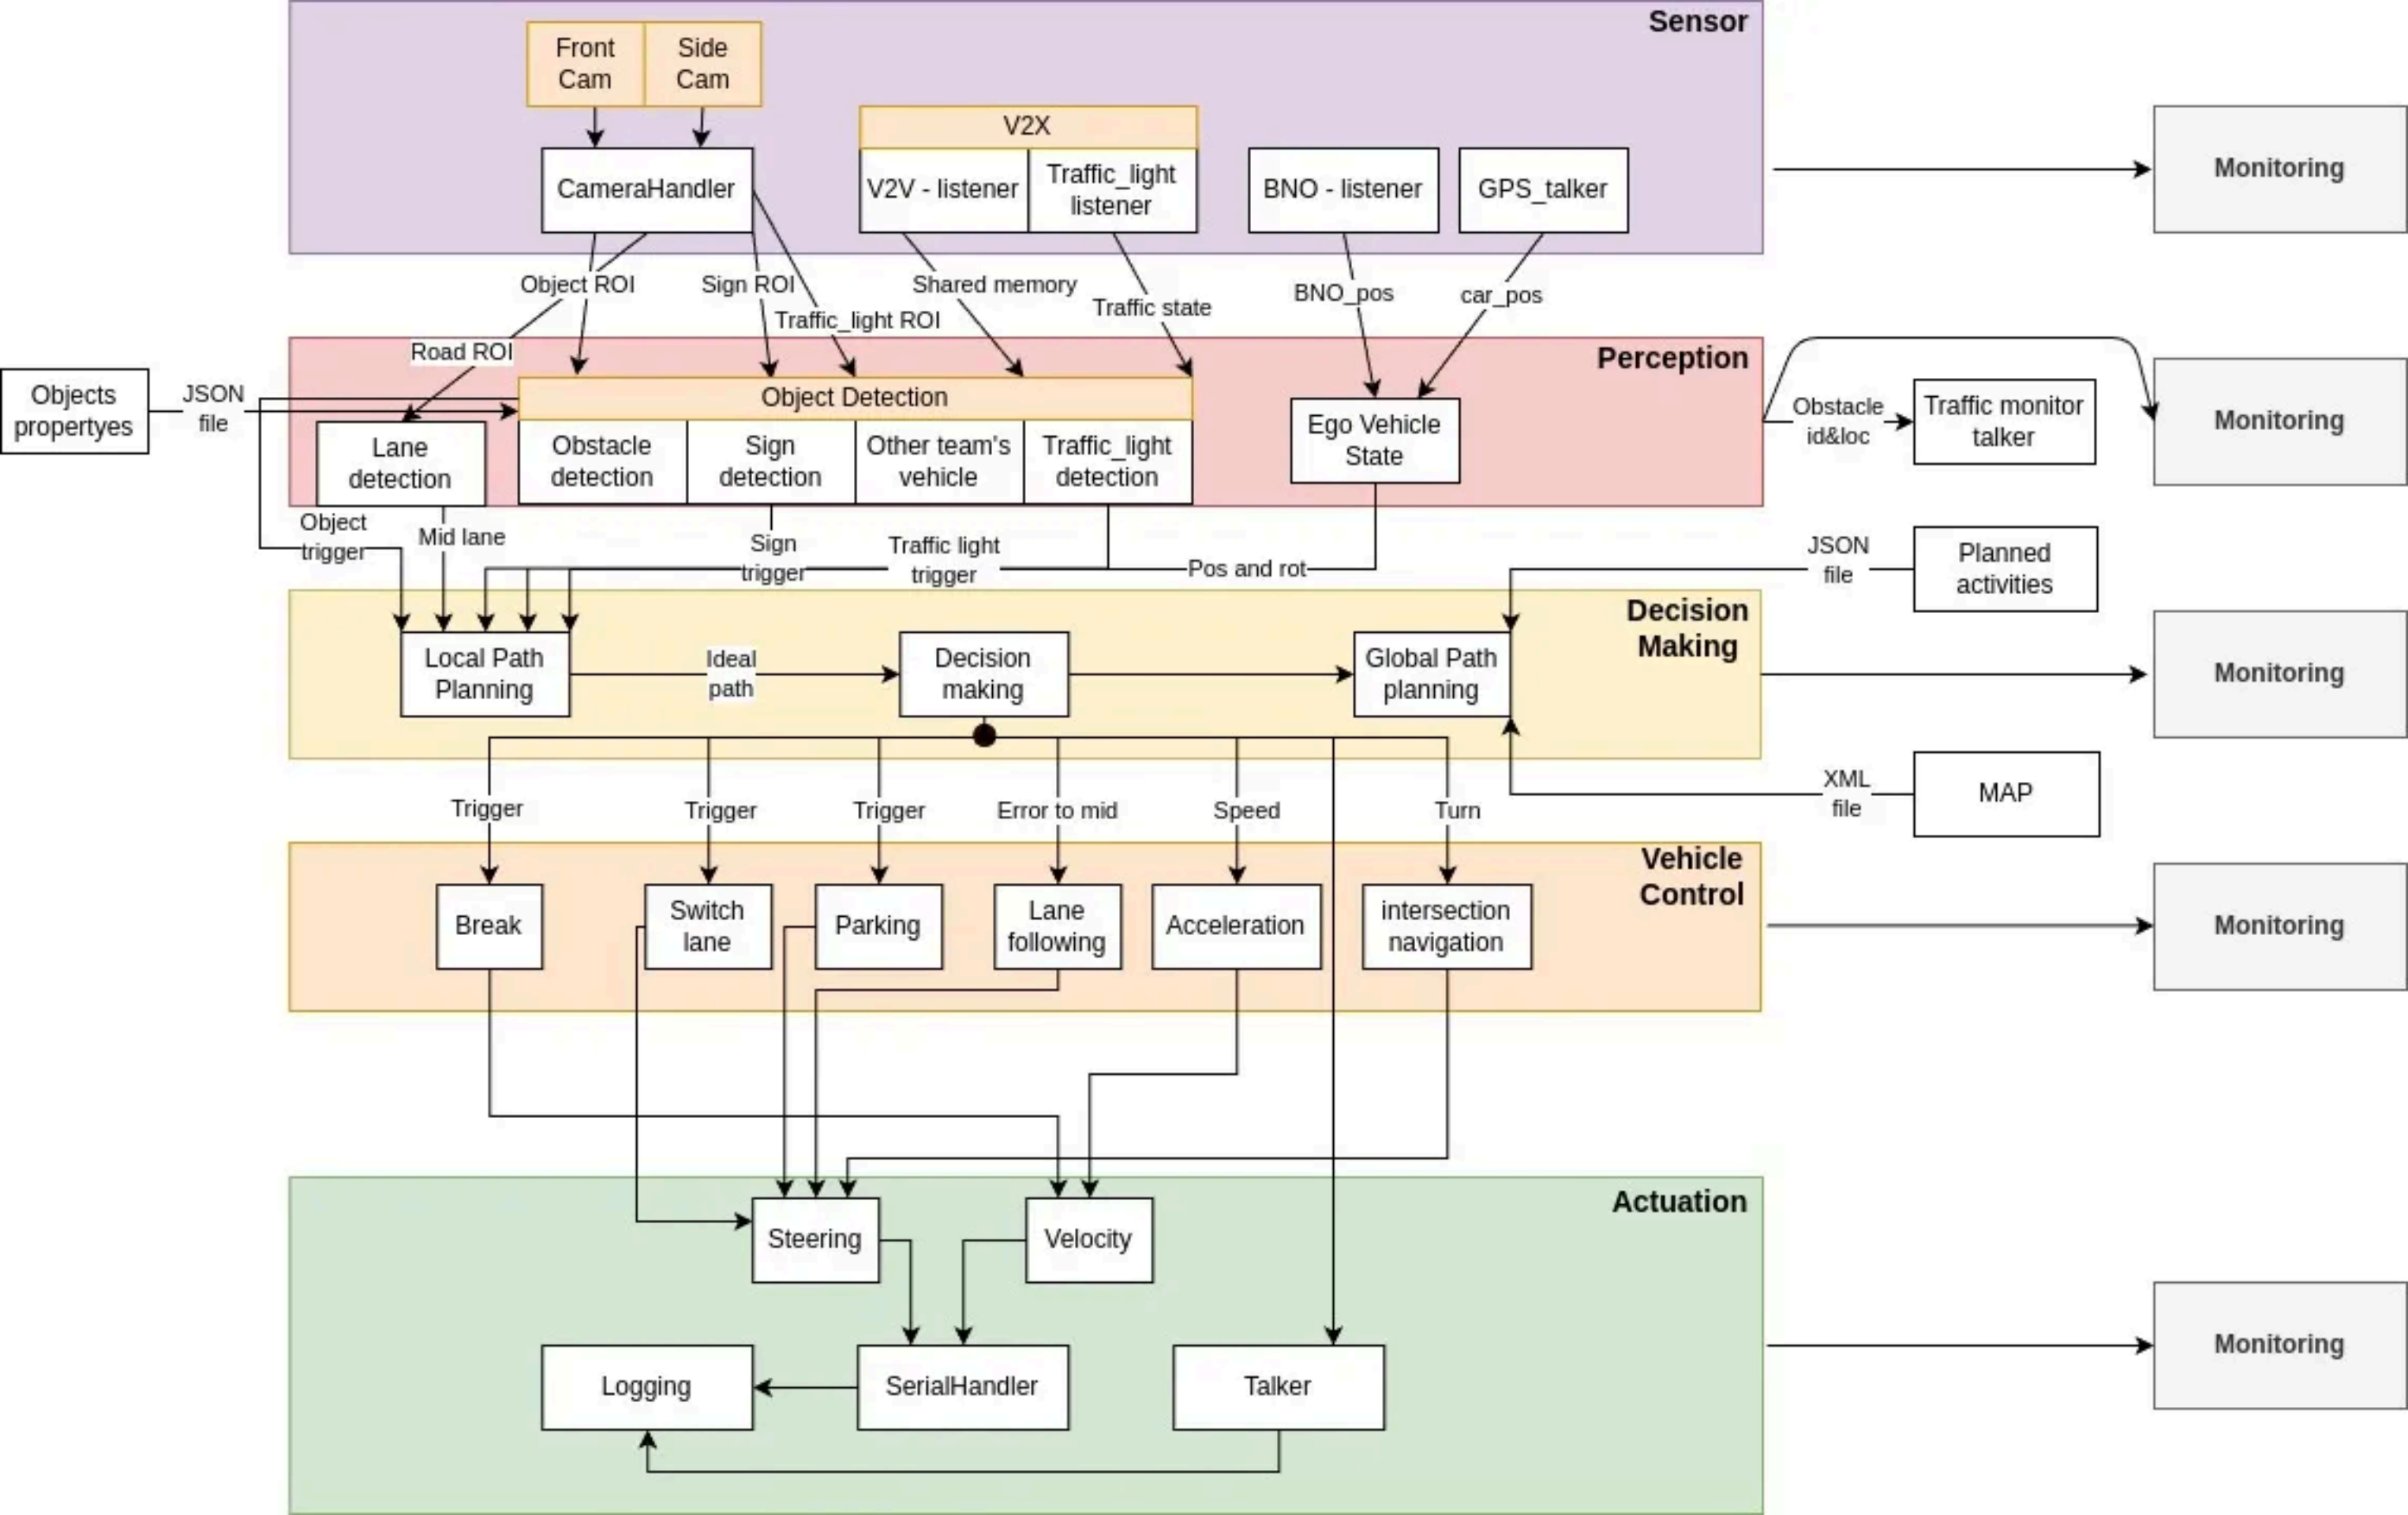 Sensor
Front
Cam
Side
Cam
V2X
CameraHandler
V2V - listener
Traffic_light
listener
BNO - listener
GPS_talker
Monitoring
Object ROI
Sign ROI
Shared memory
Traffic_light ROI
Traffic state
BNO_pos
car_pos
Road ROI
Perception
Objects
propertyes
JSON
file
Object Detection
Lane
detection
Obstacle
detection
Sign
detection
Other team's
vehicle
Traffic_light
detection
Ego Vehicle
State
Obstacle
id&loc
Traffic monitor
talker
Monitoring
Object
trigger
Mid lane
Sign
trigger
Traffic light
trigger
Pos and rot
JSON
file
Planned
activities
Decision
Making
Local Path
Planning
Ideal
path
Decision
making
Global Path
planning
Monitoring
Trigger
Trigger
Trigger
Error to mid
Speed
Turn
XML
file
MAP
Vehicle
Control
Break
Switch
lane
Parking
Lane
following
Acceleration
intersection
navigation
Monitoring
Actuation
Steering
Velocity
Logging
SerialHandler
Talker
Monitoring